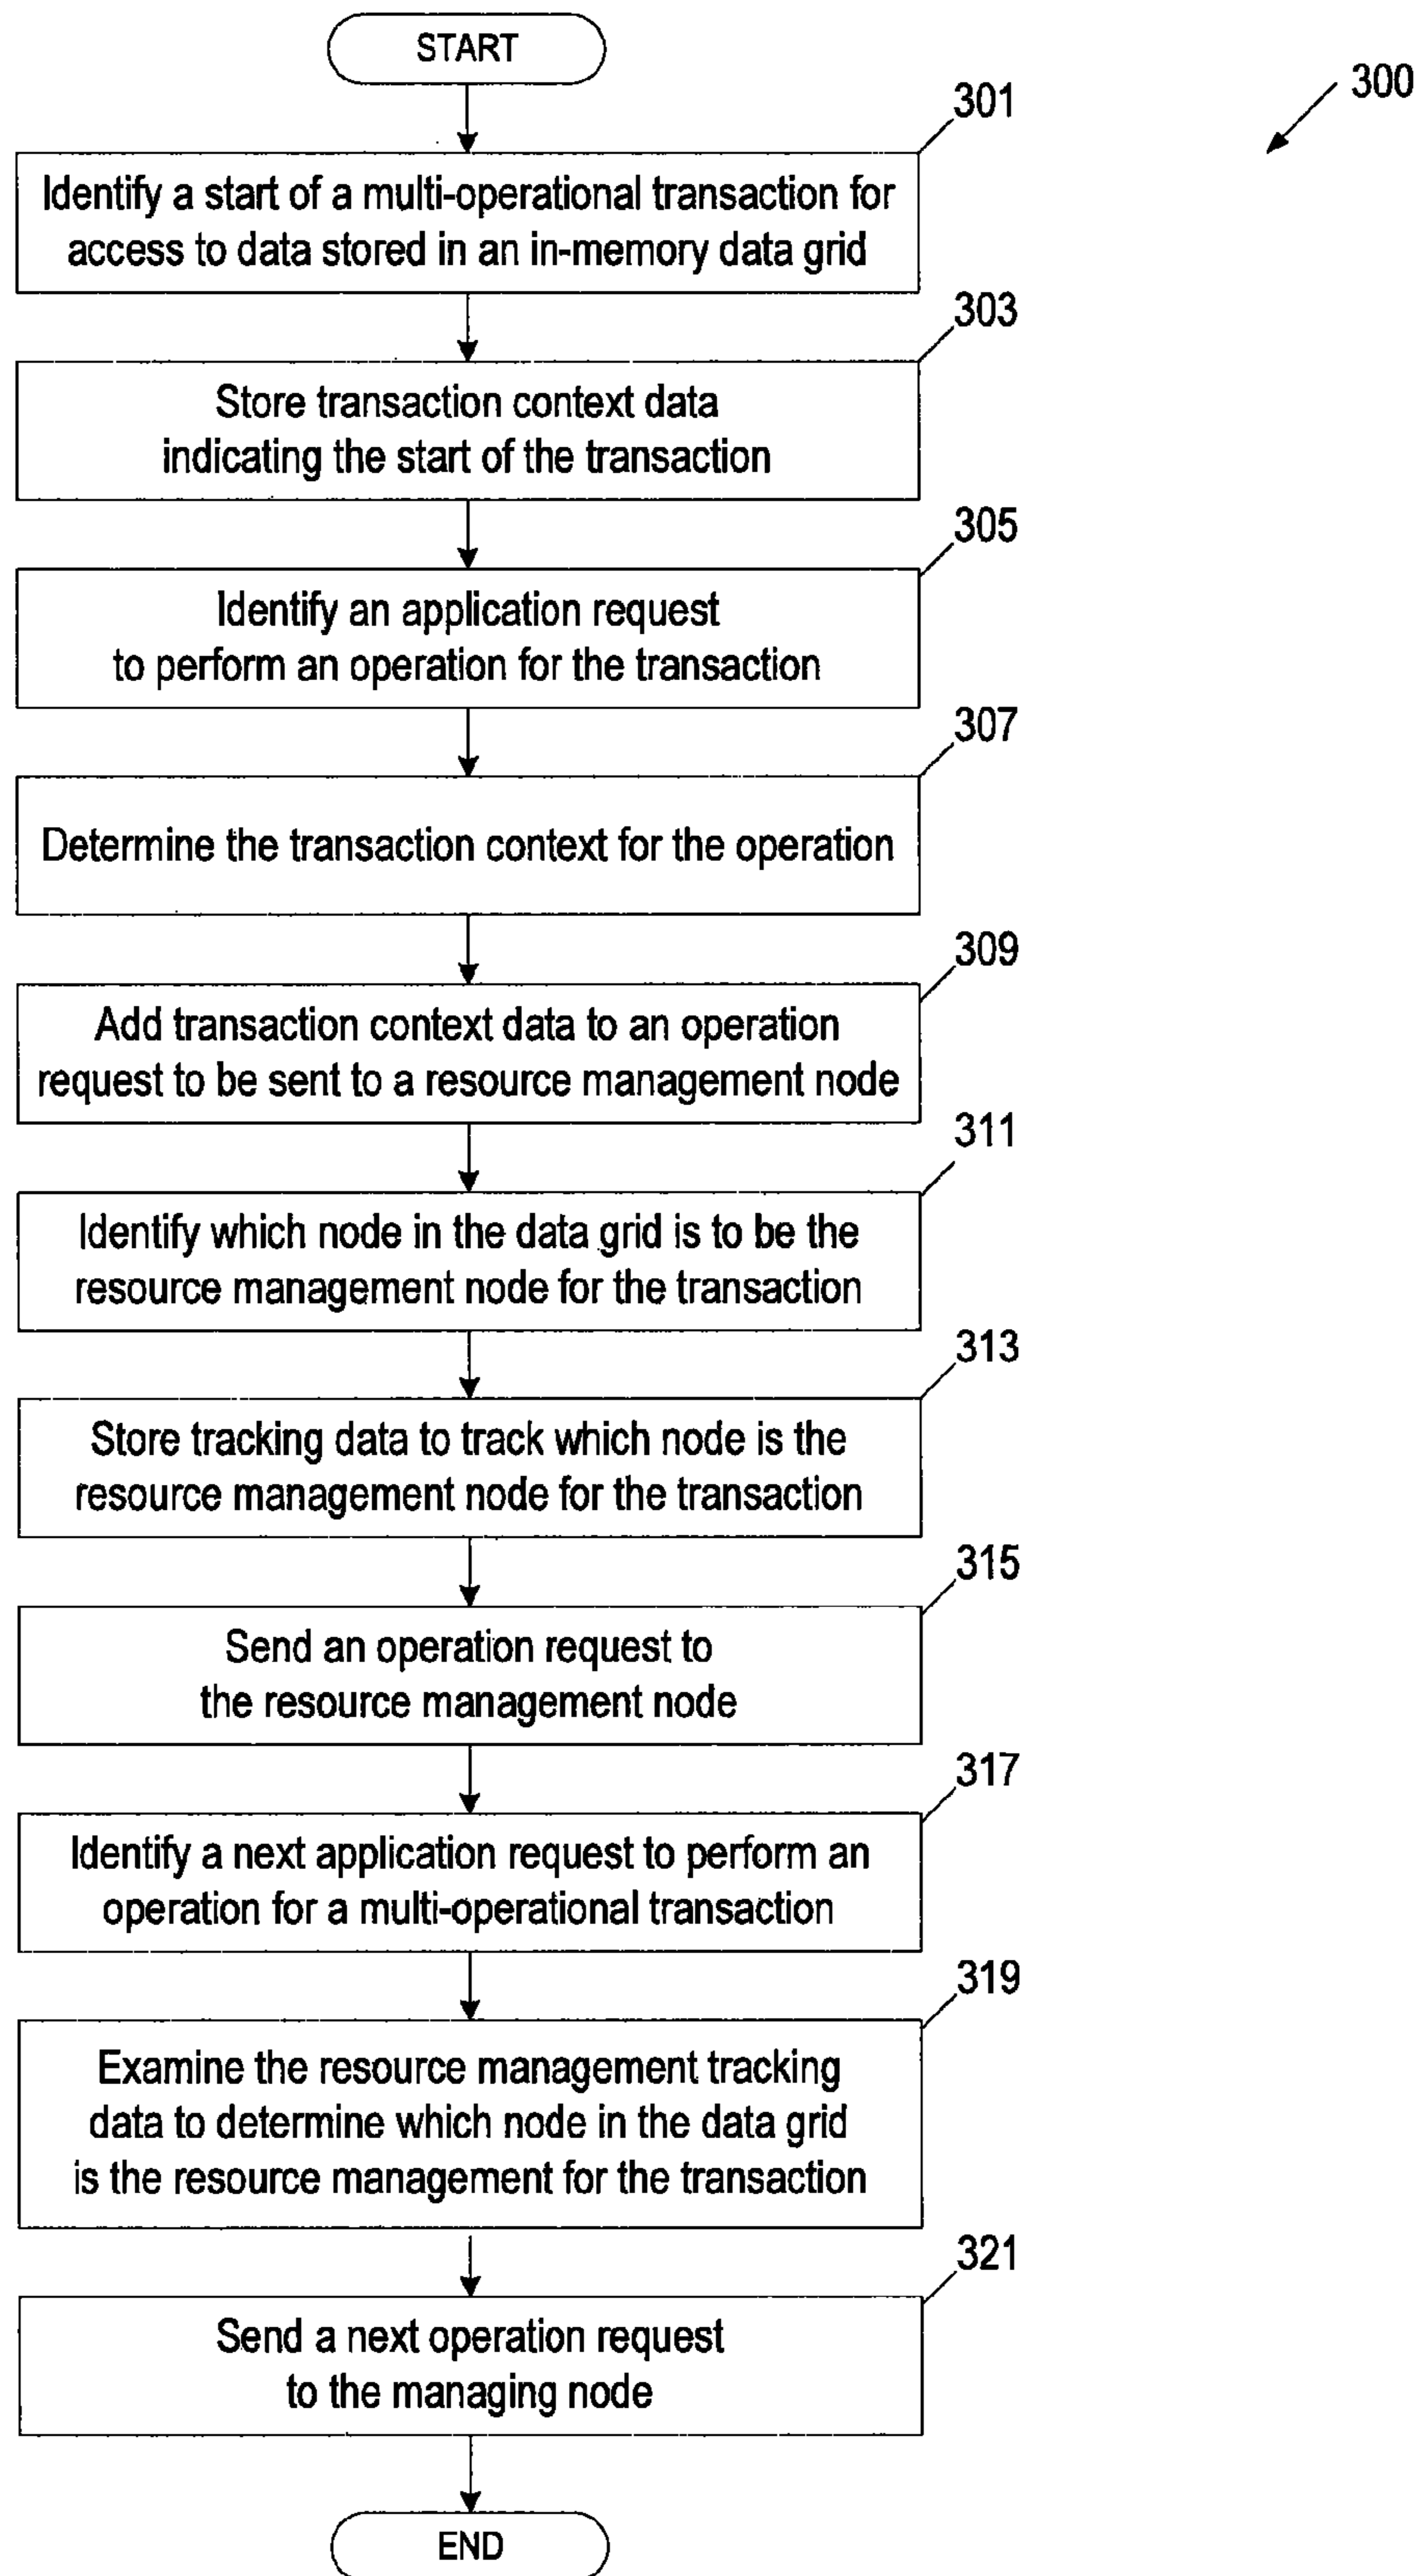 START
300
301
Identify a start of a multi-operational transaction for
access to data stored in an in-memory data grid
303
Store transaction context data
indicating the start of the transaction
305
Identify an application request
to perform an operation for the transaction
307
Determine the transaction context for the operation
309
Add transaction context data to an operation
request to be sent to a resource management node
311
Identify which node in the data grid is to be the
resource management node for the transaction
313
Store tracking data to track which node is the
resource management node for the transaction
315
Send an operation request to
the resource management node
317
Identify a next application request to perform an
operation for a multi-operational transaction
319
Examine the resource management tracking
data to determine which node in the data grid
is the resource management for the transaction
321
Send a next operation request
to the managing node
END